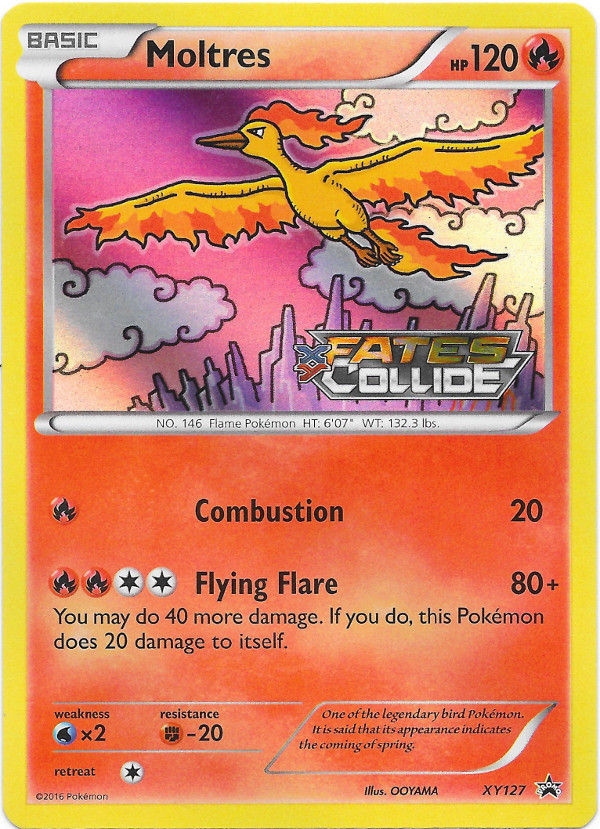 BASIC Moltres HP120
XY FATES
COLLIDE
NO. 146 Flame Pokémon HT: 6'07" WT: 132.3 lbs.
Combustion 20
Flying Flare 80+
You may do 40 more damage. If you do, this Pokémon
does 20 damage to itself.
weakness resistance
×2 -20
One of the legendary bird Pokémon.
It is said that its appearance indicates
the coming of spring.
retreat
©2016 Pokémon Illus. OOYAMA XY127 PROMO